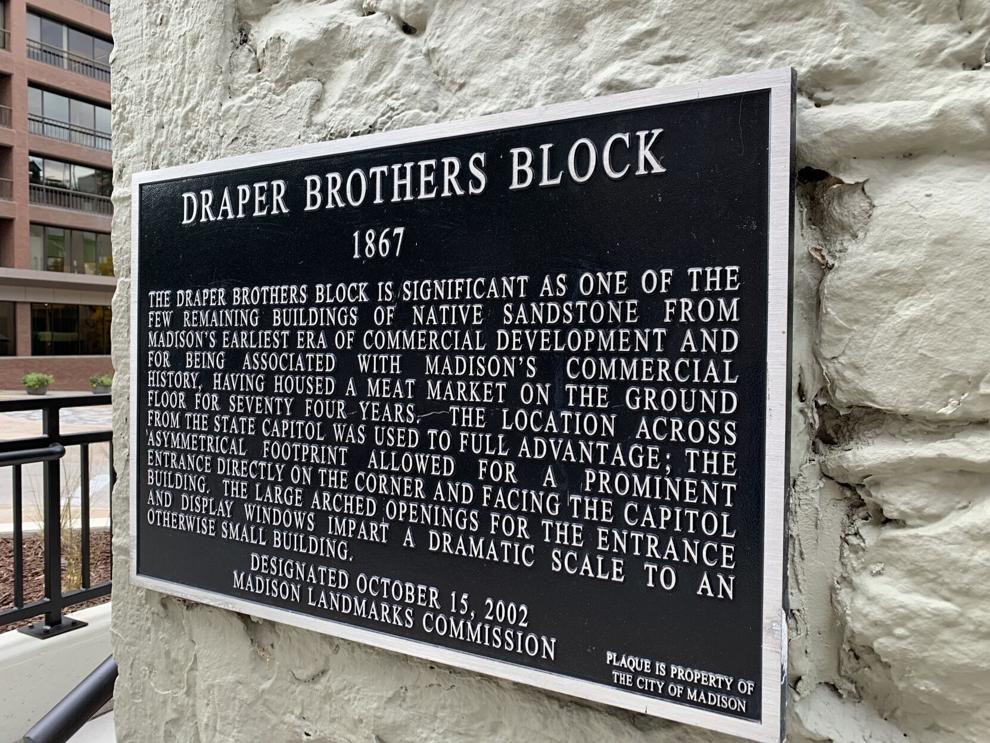 DRAPER BROTHERS BLOCK
1867
THE DRAPER BROTHERS BLOCK IS SIGNIFICANT AS ONE OF THE
FEW REMAINING BUILDINGS OF NATIVE SANDSTONE FROM
MADISON'S EARLIEST ERA OF COMMERCIAL DEVELOPMENT AND
FOR BEING ASSOCIATED WITH MADISON'S COMMERCIAL
HISTORY, HAVING HOUSED A MEAT MARKET ON THE GROUND
FLOOR FOR SEVENTY FOUR YEARS. THE LOCATION ACROSS
FROM THE STATE CAPITOL WAS USED TO FULL ADVANTAGE; THE
ASYMMETRICAL FOOTPRINT ALLOWED FOR A PROMINENT
ENTRANCE DIRECTLY ON THE CORNER AND FACING THE CAPITOL
BUILDING. THE LARGE ARCHED OPENINGS FOR THE ENTRANCE
AND DISPLAY WINDOWS IMPART A DRAMATIC SCALE TO AN
OTHERWISE SMALL BUILDING.
DESIGNATED OCTOBER 15, 2002
MADISON LANDMARKS COMMISSION
PLAQUE IS PROPERTY OF
THE CITY OF MADISON